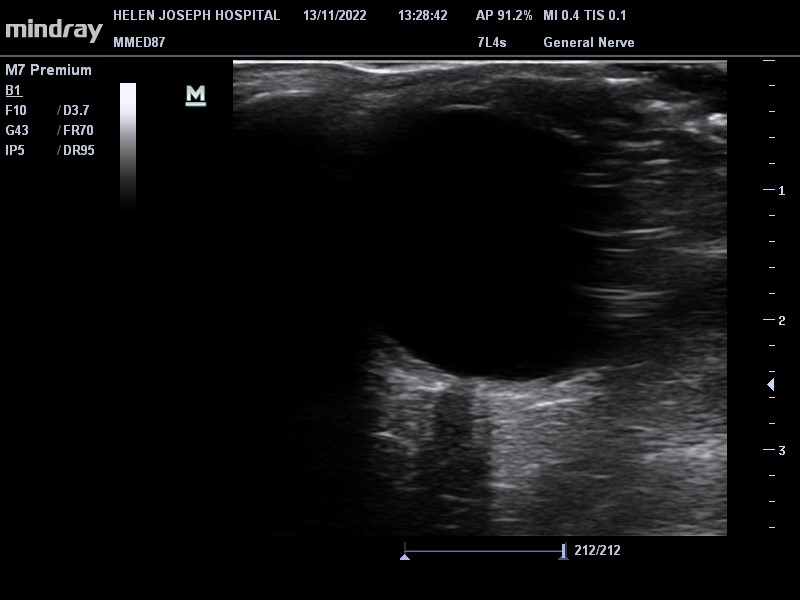 mindray
HELEN JOSEPH HOSPITAL 13/11/2022 13:28:42 AP 91.2% MI 0.4 TIS 0.1
MMED87 7L4s General Nerve
M7 Premium
B1
F10 / D3.7
G43 / FR70
IP5 / DR95
M
1
2
3
212/212